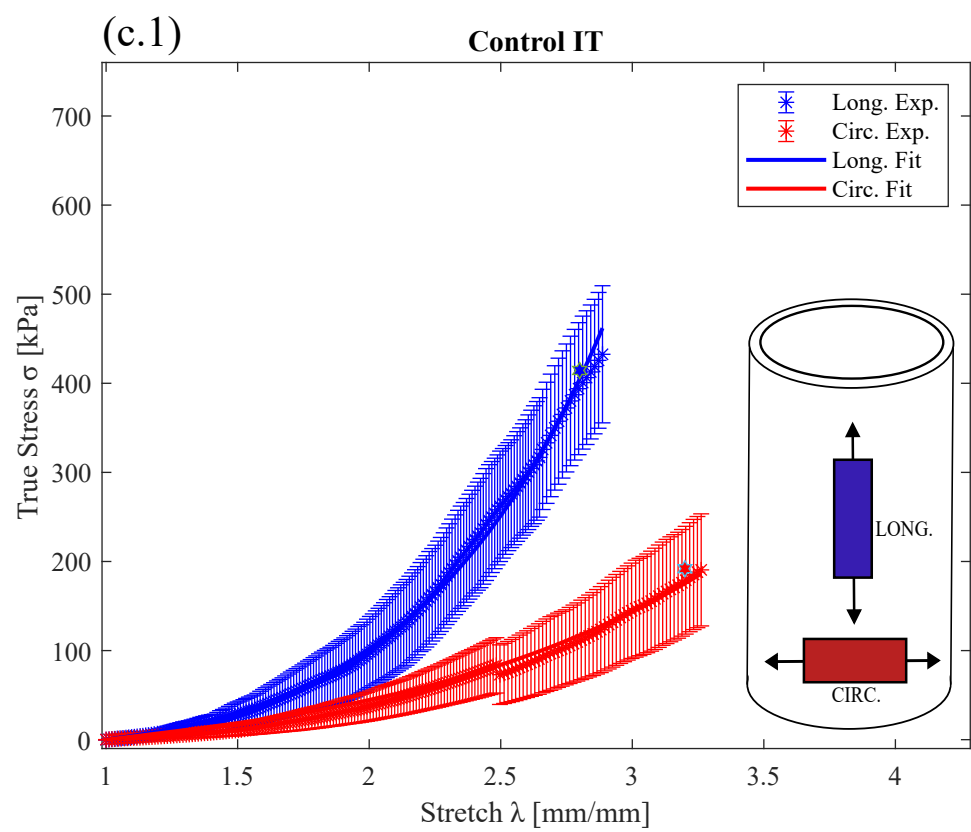 (c.1)
Control IT
Long. Exp.
Circ. Exp.
Long. Fit
Circ. Fit
True Stress σ [kPa]
700
600
500
400
300
200
100
0
1 1.5 2 2.5 3 3.5 4
Stretch λ [mm/mm]
LONG.
CIRC.